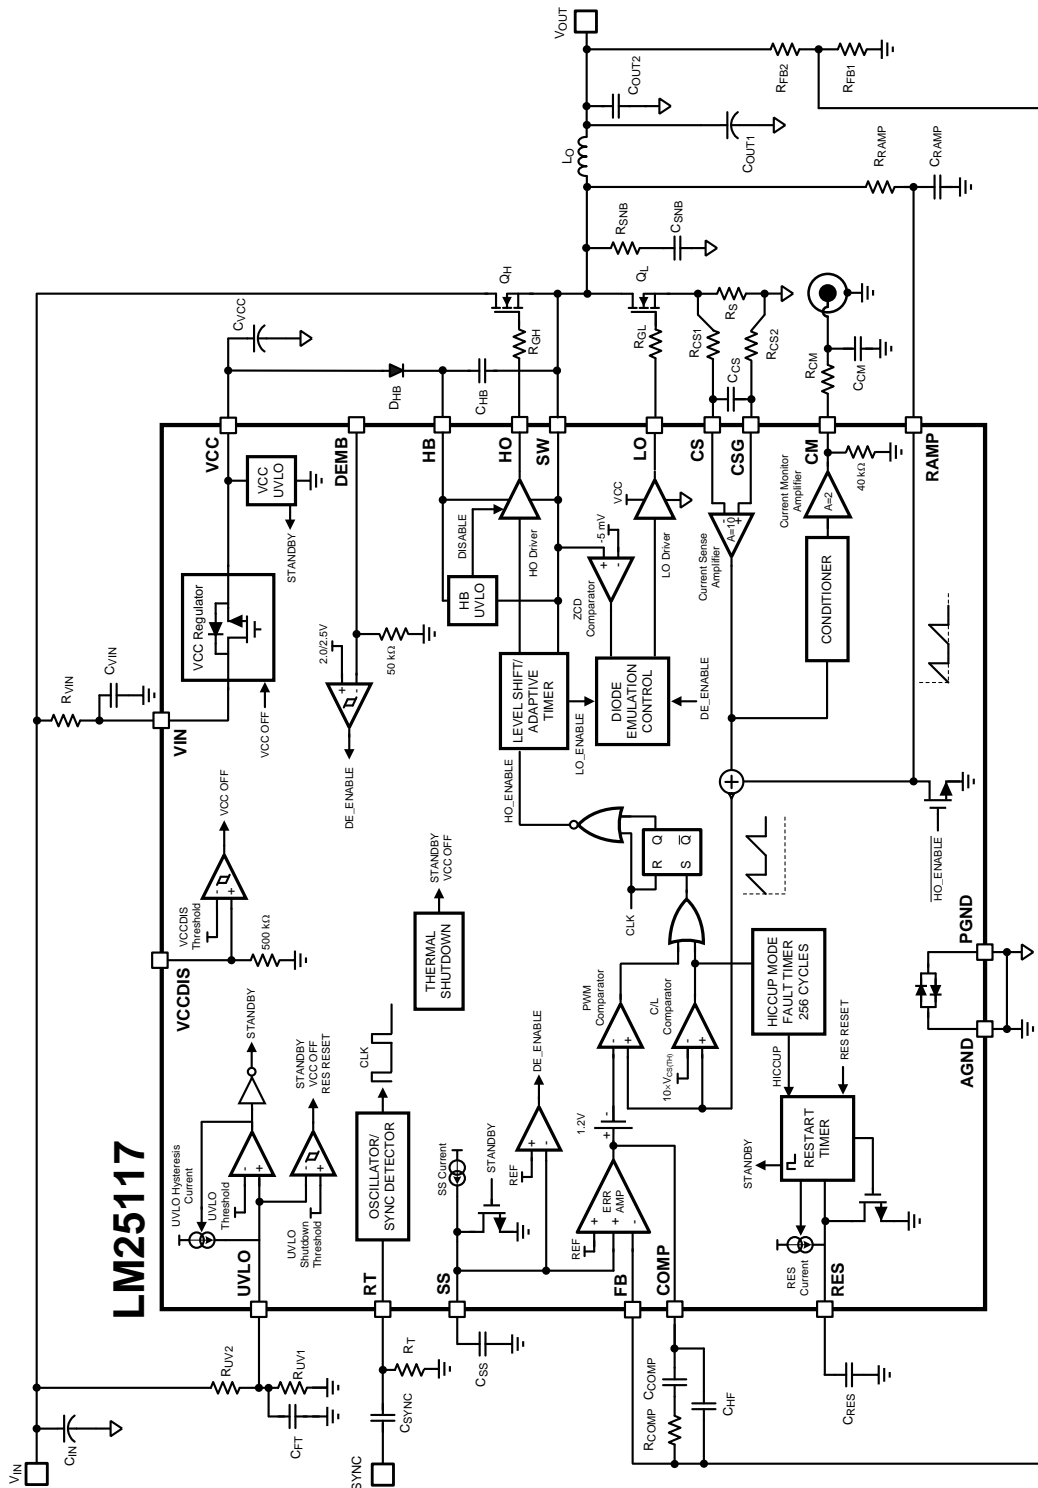 LM25117
VIN
CIN
RUV2
RUV1
CFT
SYNC
CSYNC
RT
CSS
RCOMP
CCOMP
CHF
CRES
UVLO
RT
SS
FB
COMP
RES
UVLO Hysteresis
Current
UVLO
Threshold
UVLO
Shutdown
Threshold
-
+
-
+
STANDBY
STANDBY
VCC OFF
RES RESET
OSCILLATOR/
SYNC DETECTOR
CLK
SS Current
STANDBY
REF
+
-
DE_ENABLE
REF
+
+
-
ERR
AMP
+
-
1.2V
RES
Current
STANDBY
RESTART
TIMER
HICCUP
RES RESET
HICCUP MODE
FAULT TIMER
256 CYCLES
AGND
PGND
VCCDIS
VCCDIS
Threshold
-
+
500 kΩ
VCC OFF
THERMAL
SHUTDOWN
STANDBY
VCC OFF
PWM
Comparator
-
+
C/L
Comparator
-
+
10×VCS(TH)
CLK
R
Q
S
Q
HO_ENABLE
+
HO_ENABLE
RVIN
CVIN
VIN
VCC Regulator
VCC OFF
VCC
UVLO
STANDBY
VCC
CVCC
2.0/2.5V
+
-
50 kΩ
DE_ENABLE
DEMB
DHB
HB
CHB
HB
UVLO
DISABLE
HO Driver
HO
RGH
QH
SW
LEVEL SHIFT/
ADAPTIVE
TIMER
LO_ENABLE
DIODE
EMULATION
CONTROL
DE_ENABLE
ZCD
Comparator
+
-
-5 mV
VCC
LO Driver
LO
RGL
QL
CS
CSG
RCS1
CCS
RCS2
RS
Current Sense
Amplifier
A=10
-
+
CONDITIONER
Current Monitor
Amplifier
A=2
CM
40 kΩ
RCM
CCM
RAMP
RSNB
CSNB
LO
COUT1
COUT2
VOUT
RFB2
RFB1
RRAMP
CRAMP